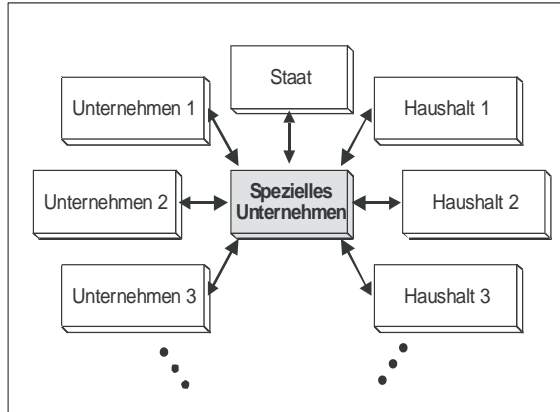 Staat
Unternehmen 1
Haushalt 1
Unternehmen 2
Spezielles
Unternehmen
Haushalt 2
Unternehmen 3
Haushalt 3